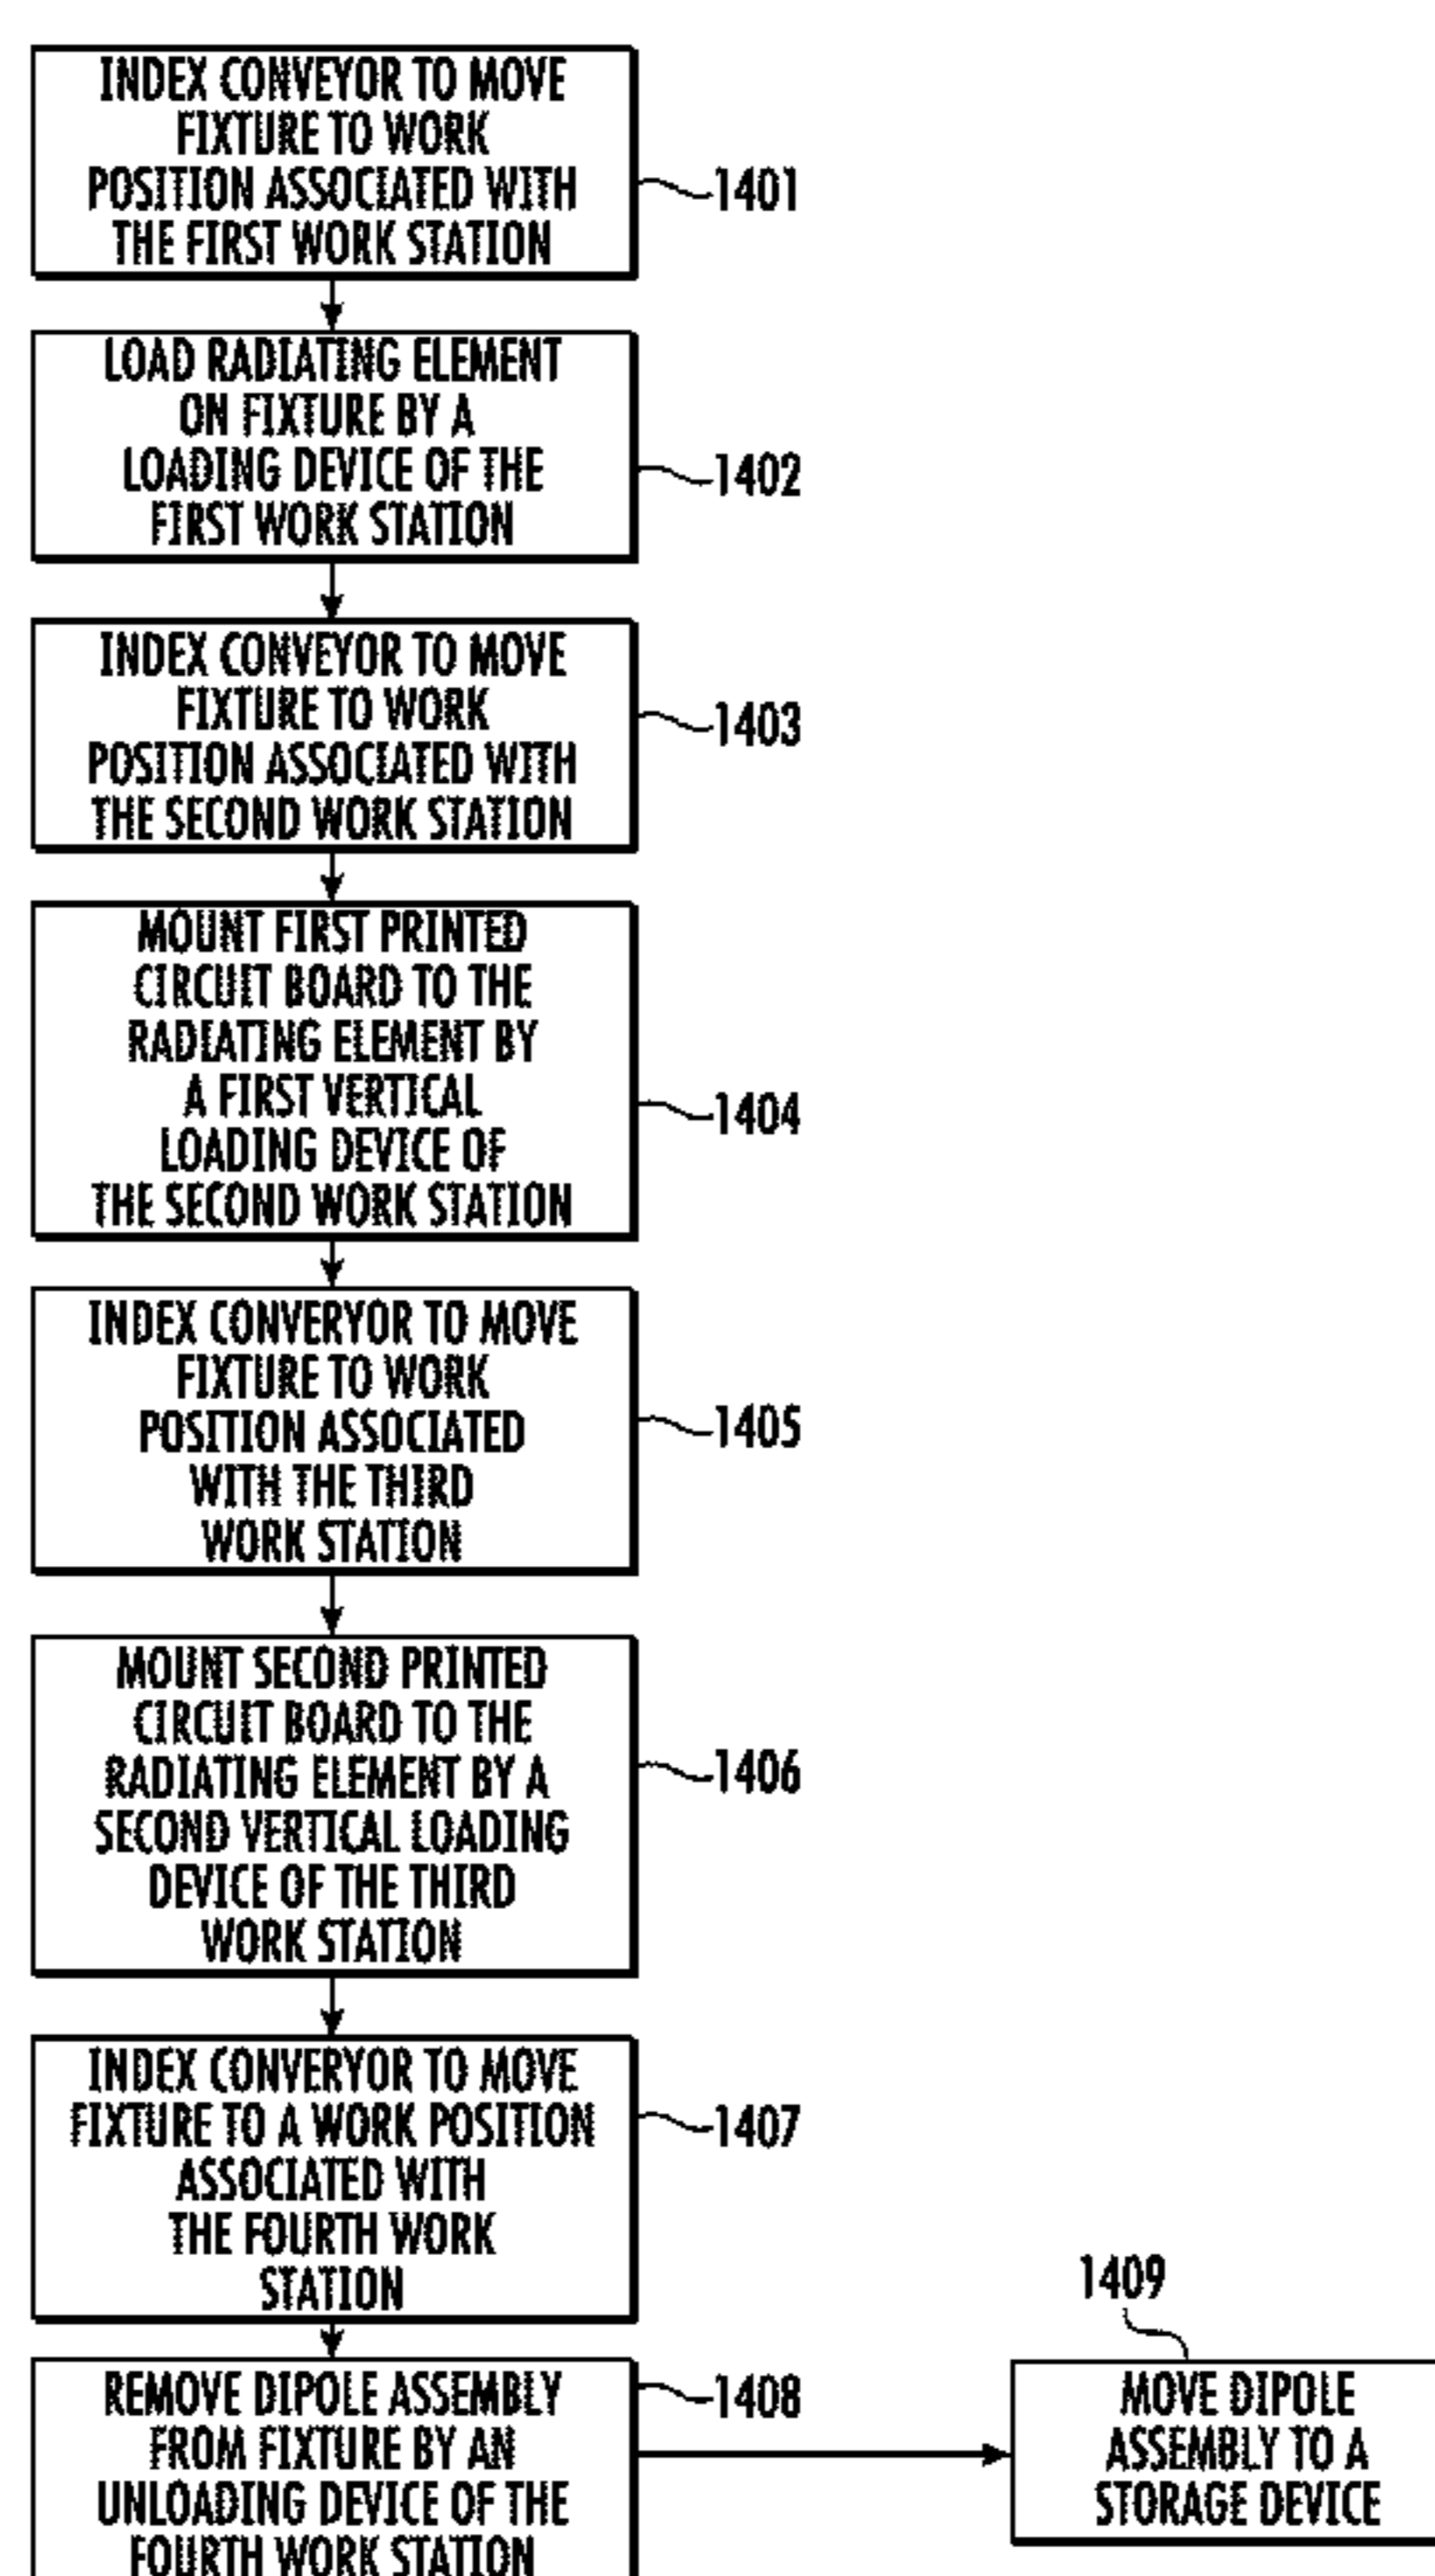 INDEX CONVEYOR TO MOVE
FIXTURE TO WORK
POSITION ASSOCIATED WITH
THE FIRST WORK STATION
1401
LOAD RADIATING ELEMENT
ON FIXTURE BY A
LOADING DEVICE OF THE
FIRST WORK STATION
1402
INDEX CONVEYOR TO MOVE
FIXTURE TO WORK
POSITION ASSOCIATED WITH
THE SECOND WORK STATION
1403
MOUNT FIRST PRINTED
CIRCUIT BOARD TO THE
RADIATING ELEMENT BY
A FIRST VERTICAL
LOADING DEVICE OF
THE SECOND WORK STATION
1404
INDEX CONVERYOR TO MOVE
FIXTURE TO WORK
POSITION ASSOCIATED
WITH THE THIRD
WORK STATION
1405
MOUNT SECOND PRINTED
CIRCUIT BOARD TO THE
RADIATING ELEMENT BY A
SECOND VERTICAL LOADING
DEVICE OF THE THIRD
WORK STATION
1406
INDEX CONVERYOR TO MOVE
FIXTURE TO A WORK POSITION
ASSOCIATED WITH
THE FOURTH WORK
STATION
1407
REMOVE DIPOLE ASSEMBLY
FROM FIXTURE BY AN
UNLOADING DEVICE OF THE
FOURTH WORK STATION
1408
1409
MOVE DIPOLE
ASSEMBLY TO A
STORAGE DEVICE